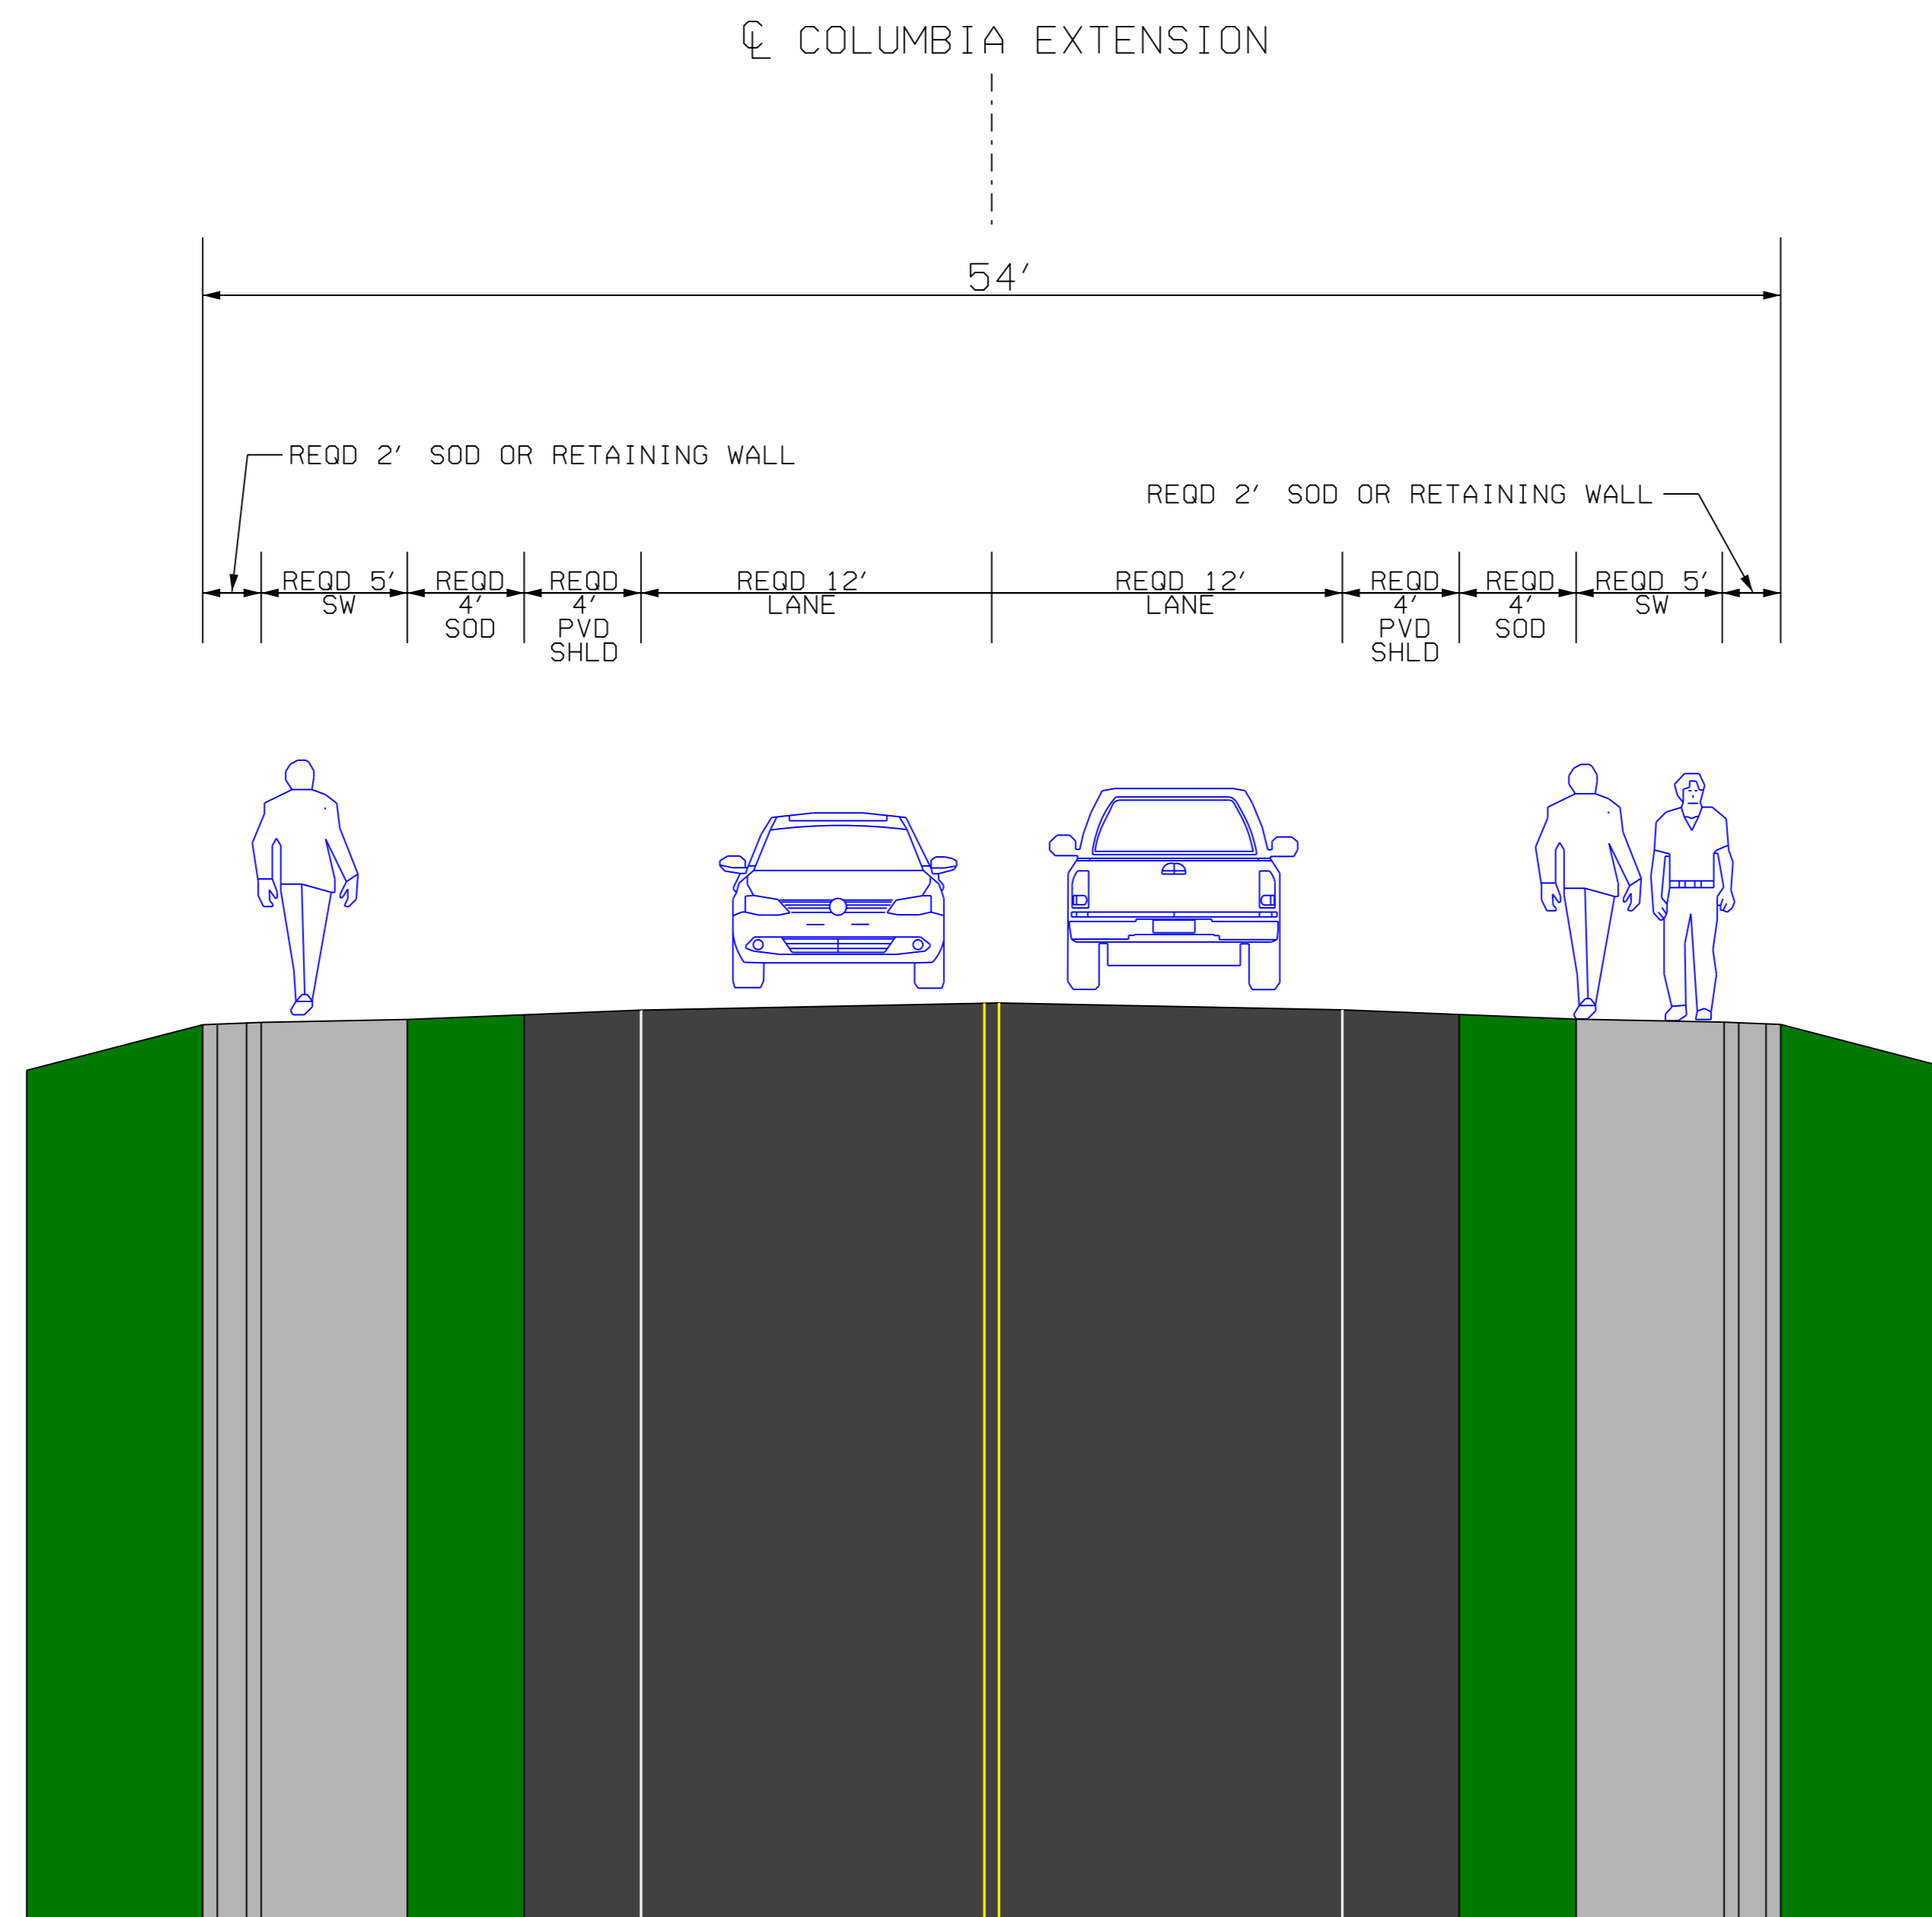 ℄ COLUMBIA EXTENSION
54'
REQD 2' SOD OR RETAINING WALL
REQD 2' SOD OR RETAINING WALL
REQD 5'
SW
REQD
4'
SOD
REQD
4'
PVD
SHLD
REQD 12'
LANE
REQD 12'
LANE
REQD
4'
PVD
SHLD
REQD
4'
SOD
REQD 5'
SW